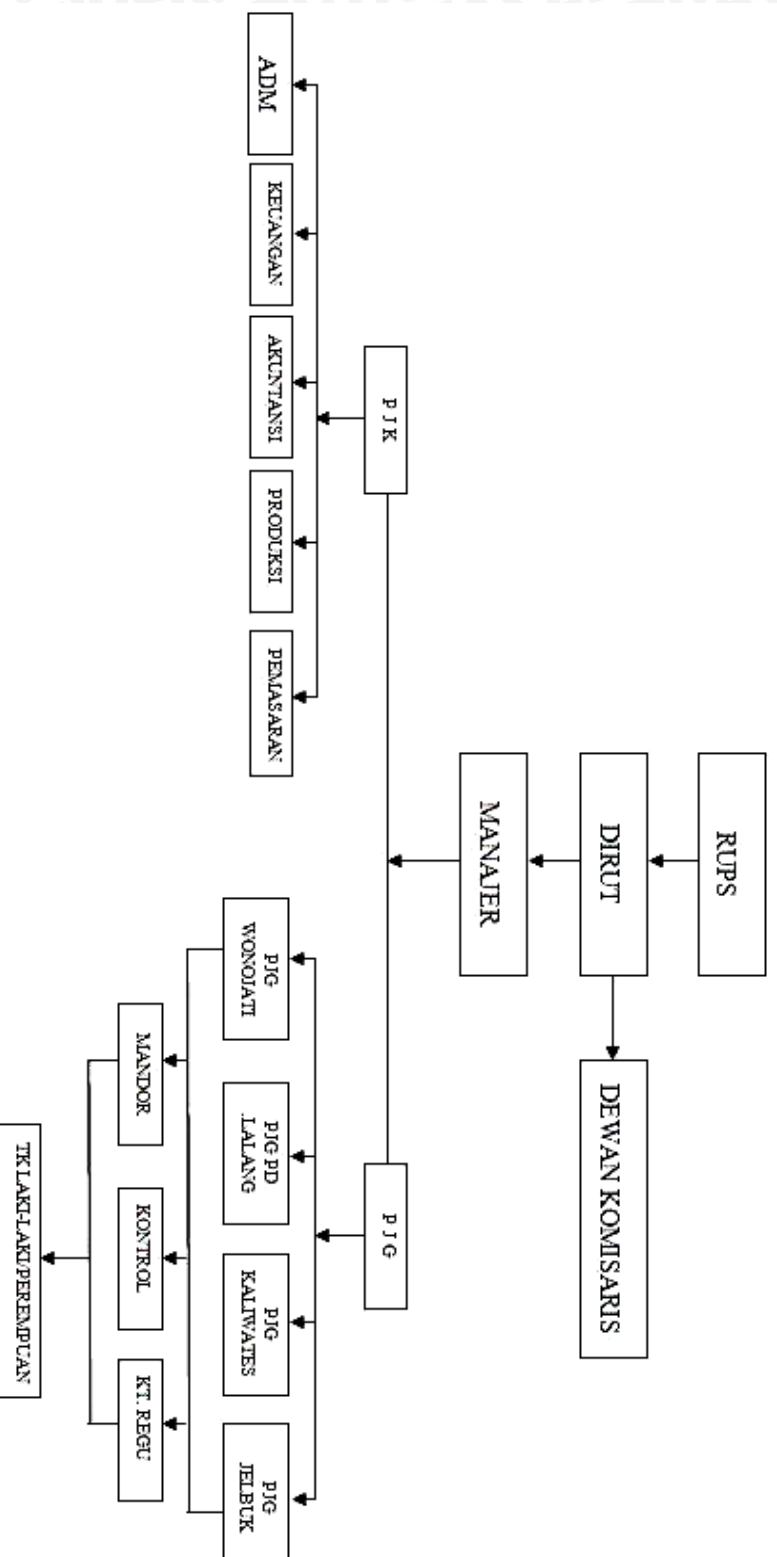 RUPS
DIRUT
DEWAN KOMISARIS
MANAJER
P J K
P J G
ADM
KEUANGAN
AKUNTANSI
PRODUKSI
PEMASARAN
PJG
WONOJATI
PJG PD
.LALANG
PJG
KALIWATES
PJG
JELBUK
MANDOR
KONTROL
KT. REGU
TK LAKI-LAKI/PEREMPUAN